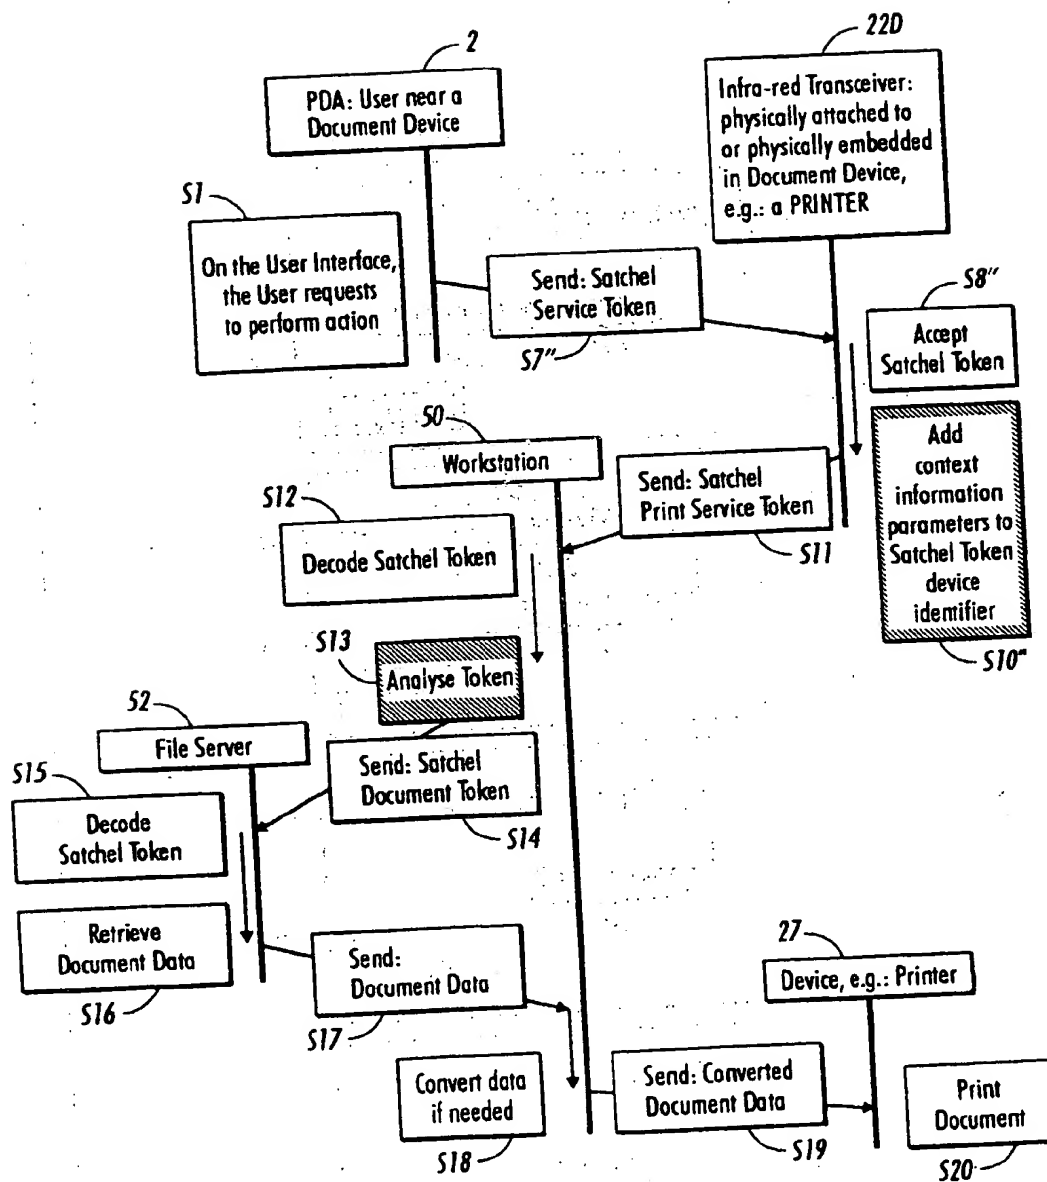 2
PDA: User near a
Document Device
22D
Infra-red Transceiver:
physically attached to
or physically embedded
in Document Device,
e.g.: a PRINTER
S1
On the User Interface,
the User requests
to perform action
Send: Satchel
Service Token
S7"
S8"
Accept
Satchel Token
50
Workstation
S12
Decode Satchel Token
Send: Satchel
Print Service Token
S11
Add
context
information
parameters to
Satchel Token
device
identifier
S10"
S13
Analyse Token
52
File Server
Send: Satchel
Document Token
S14
S15
Decode
Satchel Token
Retrieve
Document Data
S16
Send:
Document Data
S17
27
Device, e.g.: Printer
Convert data
if needed
S18
Send: Converted
Document Data
S19
Print
Document
S20